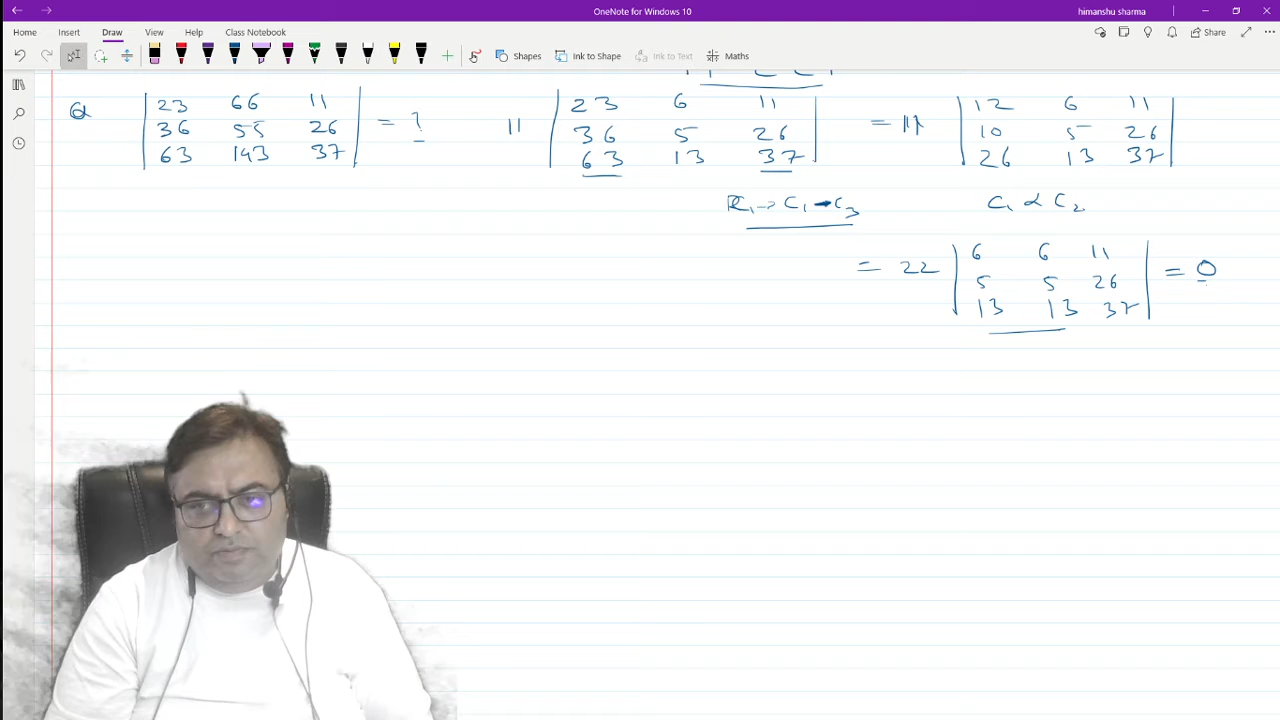 OneNote for Windows 10
himanshu sharma
Home Insert Draw View Help Class Notebook
Share
Shapes Ink to Shape Ink to Text Maths
Q | 23 66 11 | = ? 11 | 23 6 11 | = 11 | 12 6 11 |
| 36 55 26 | | 36 5 26 | | 10 5 26 |
| 63 143 37 | | 63 13 37 | | 26 13 37 |
C₁ → C₁ - C₃ C₁ ∝ C₂
= 22 | 6 6 11 | = 0
| 5 5 26 |
| 13 13 37 |